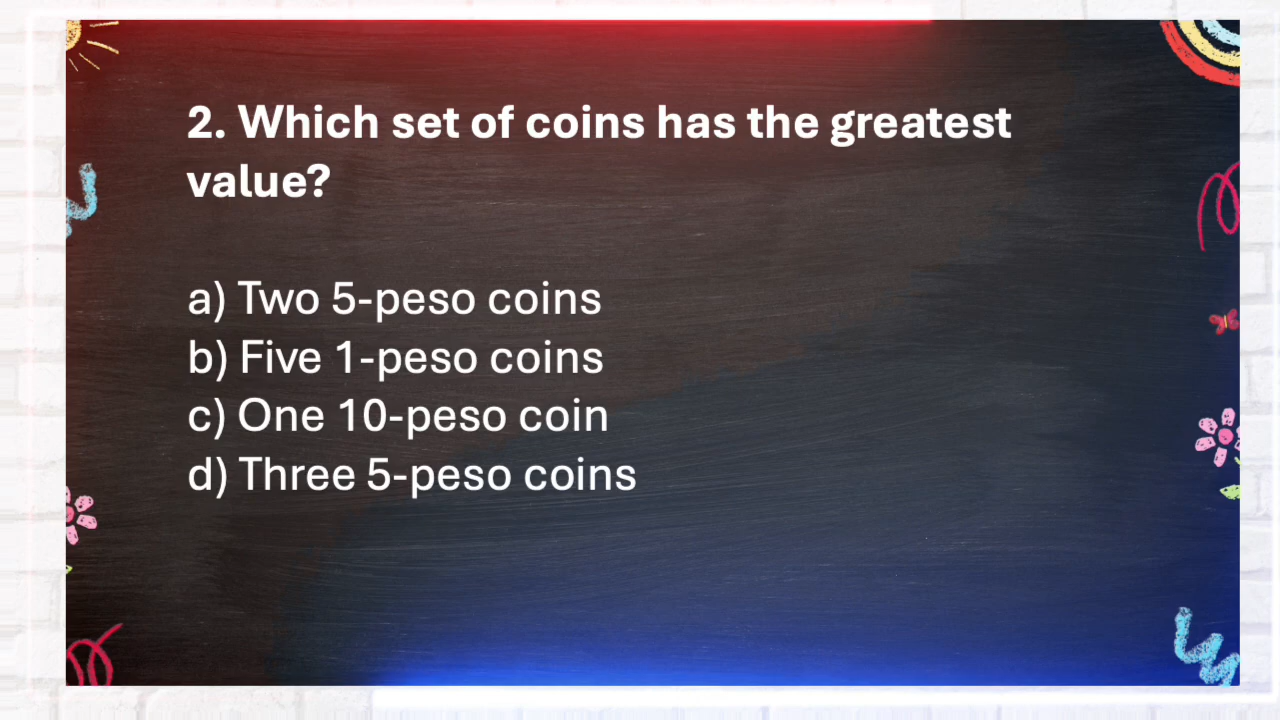 2. Which set of coins has the greatest
value?
a) Two 5-peso coins
b) Five 1-peso coins
c) One 10-peso coin
d) Three 5-peso coins